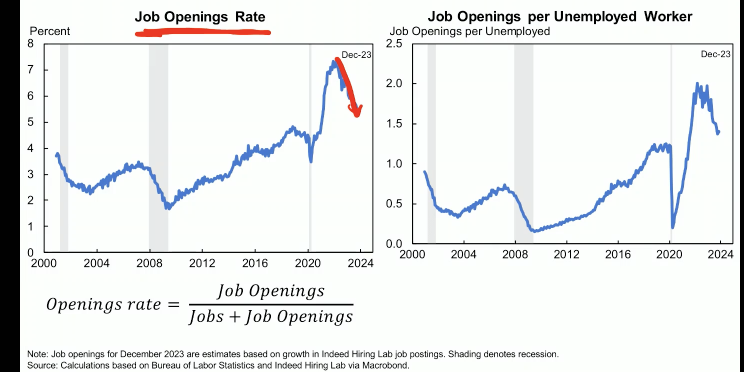 Job Openings Rate
Percent
Dec-23
8
7
6
5
4
3
2
1
0
2000 2004 2008 2012 2016 2020 2024
Job Openings per Unemployed Worker
Job Openings per Unemployed
Dec-23
2.5
2.0
1.5
1.0
0.5
0.0
2000 2004 2008 2012 2016 2020 2024
Openings rate = Job Openings / Jobs + Job Openings
Note: Job openings for December 2023 are estimates based on growth in Indeed Hiring Lab job postings. Shading denotes recession.
Source: Calculations based on Bureau of Labor Statistics and Indeed Hiring Lab via Macrobond.